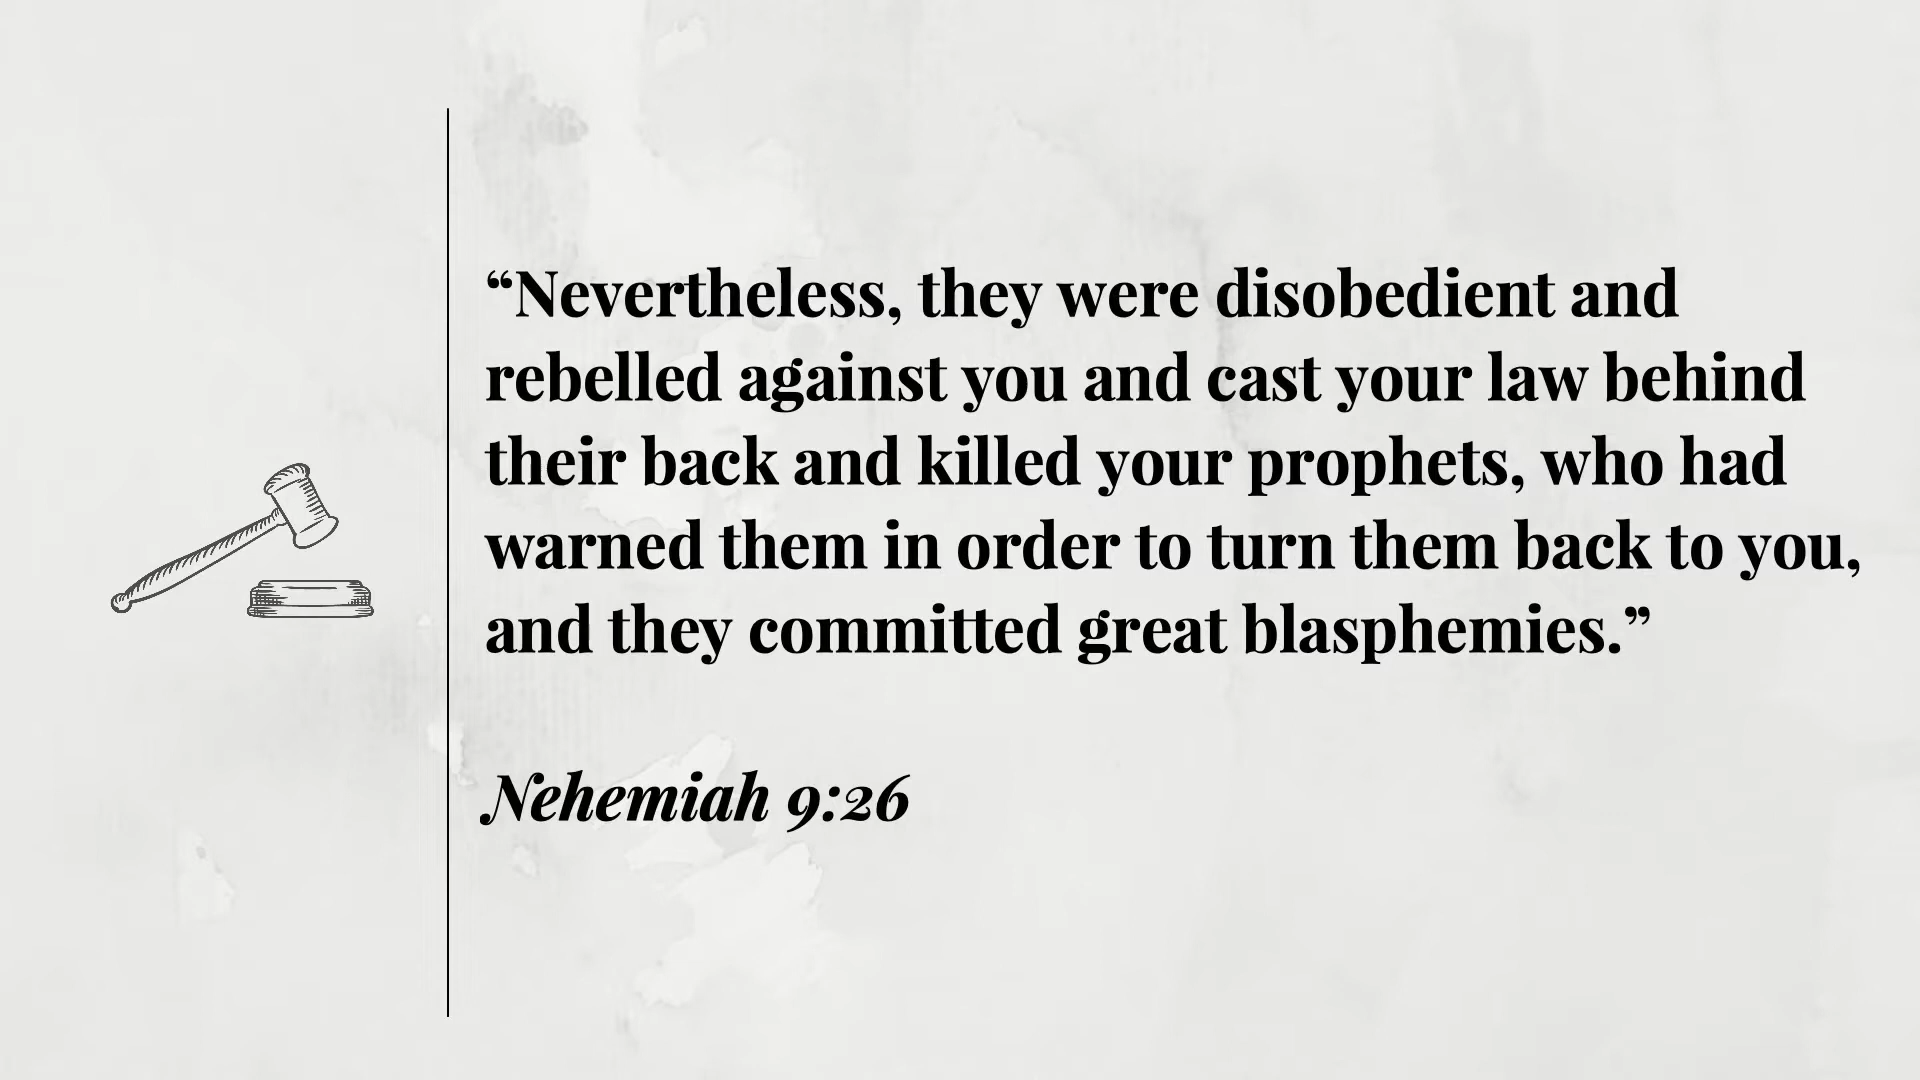 “Nevertheless, they were disobedient and
rebelled against you and cast your law behind
their back and killed your prophets, who had
warned them in order to turn them back to you,
and they committed great blasphemies.”
Nehemiah 9:26